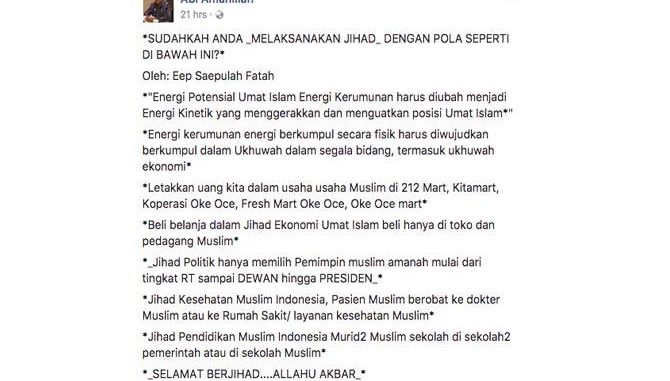 21 hrs ·
*SUDAHKAH ANDA _MELAKSANAKAN JIHAD_ DENGAN POLA SEPERTI
DI BAWAH INI?*
Oleh: Eep Saepulah Fatah
*"Energi Potensial Umat Islam Energi Kerumunan harus diubah menjadi
Energi Kinetik yang menggerakkan dan menguatkan posisi Umat Islam*"
*Energi kerumunan energi berkumpul secara fisik harus diwujudkan
berkumpul dalam Ukhuwah dalam segala bidang, termasuk ukhuwah
ekonomi*
*Letakkan uang kita dalam usaha usaha Muslim di 212 Mart, Kitamart,
Koperasi Oke Oce, Fresh Mart Oke Oce, Oke Oce mart*
*Beli belanja dalam Jihad Ekonomi Umat Islam beli hanya di toko dan
pedagang Muslim*
*_Jihad Politik hanya memilih Pemimpin muslim amanah mulai dari
tingkat RT sampai DEWAN hingga PRESIDEN_*
*Jihad Kesehatan Muslim Indonesia, Pasien Muslim berobat ke dokter
Muslim atau ke Rumah Sakit/ layanan kesehatan Muslim*
*Jihad Pendidikan Muslim Indonesia Murid2 Muslim sekolah di sekolah2
pemerintah atau di sekolah Muslim*
*_SELAMAT BERJIHAD....ALLAHU AKBAR_*